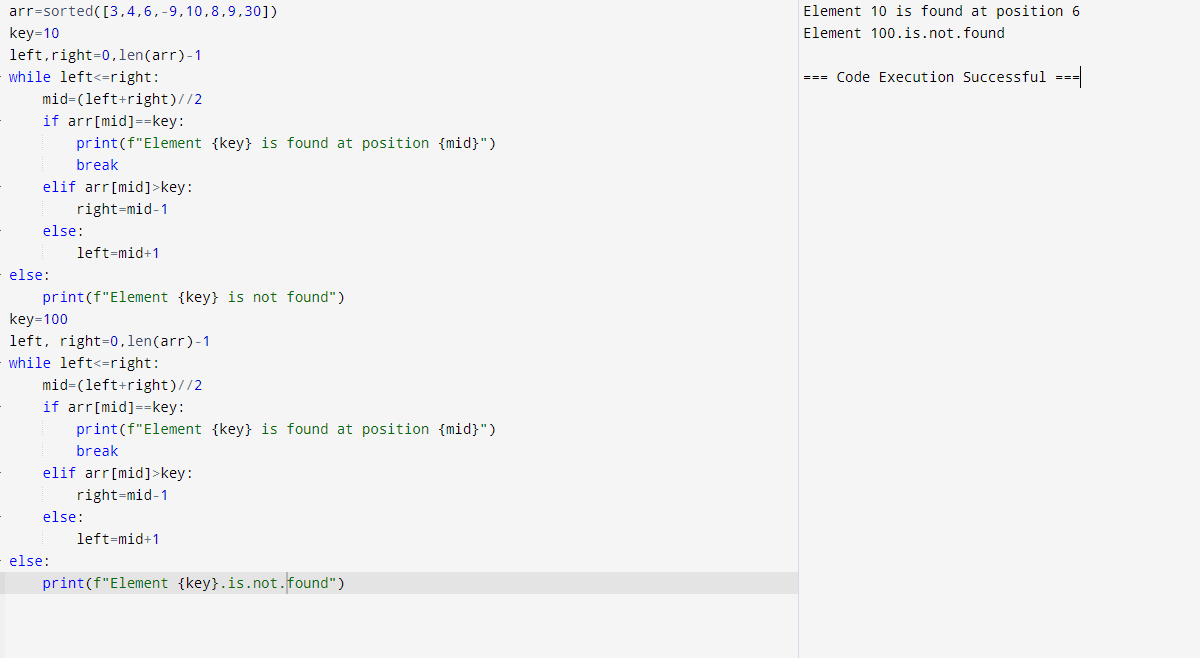 arr=sorted([3,4,6,-9,10,8,9,30])
key=10
left,right=0,len(arr)-1
while left<=right:
    mid=(left+right)//2
    if arr[mid]==key:
        print(f"Element {key} is found at position {mid}")
        break
    elif arr[mid]>key:
        right=mid-1
    else:
        left=mid+1
else:
    print(f"Element {key} is not found")
key=100
left, right=0,len(arr)-1
while left<=right:
    mid=(left+right)//2
    if arr[mid]==key:
        print(f"Element {key} is found at position {mid}")
        break
    elif arr[mid]>key:
        right=mid-1
    else:
        left=mid+1
else:
    print(f"Element {key}.is.not.found")
Element 10 is found at position 6
Element 100.is.not.found
=== Code Execution Successful ===